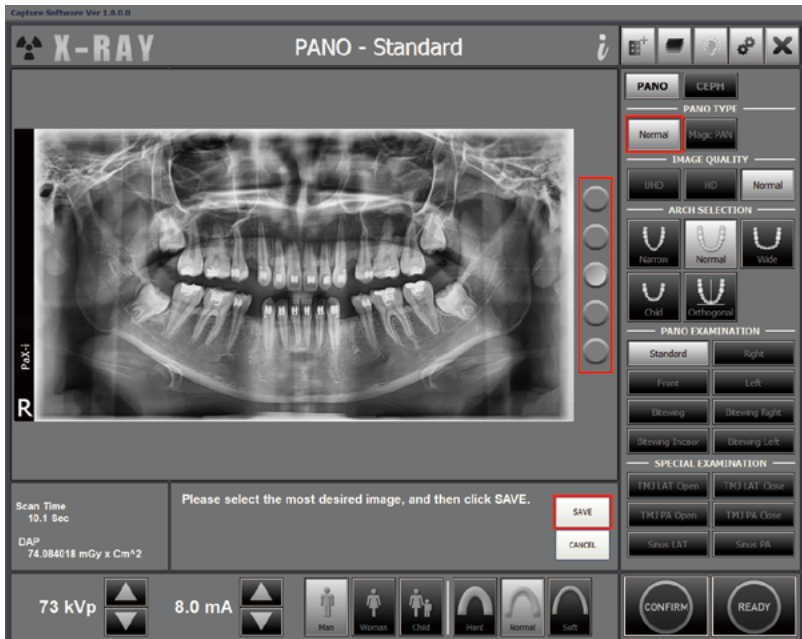 Capture Software Ver 1.0.0.0
X-RAY
PANO - Standard
i
PANO
CEPH
PANO TYPE
Normal
Magic PAN
IMAGE QUALITY
UHD
HD
Normal
ARCH SELECTION
Narrow
Normal
Wide
Child
Orthogonal
PANO EXAMINATION
Standard
Right
Front
Left
Bitewing
Bitewing Right
Bitewing Incisor
Bitewing Left
SPECIAL EXAMINATION
TMJ LAT Open
TMJ LAT Close
TMJ PA Open
TMJ PA Close
Sinus LAT
Sinus PA
PaX-i
R
Scan Time
10.1 Sec
DAP
74.084018 mGy x Cm^2
Please select the most desired image, and then click SAVE.
SAVE
CANCEL
73 kVp
8.0 mA
Man
Woman
Child
Hard
Normal
Soft
CONFIRM
READY